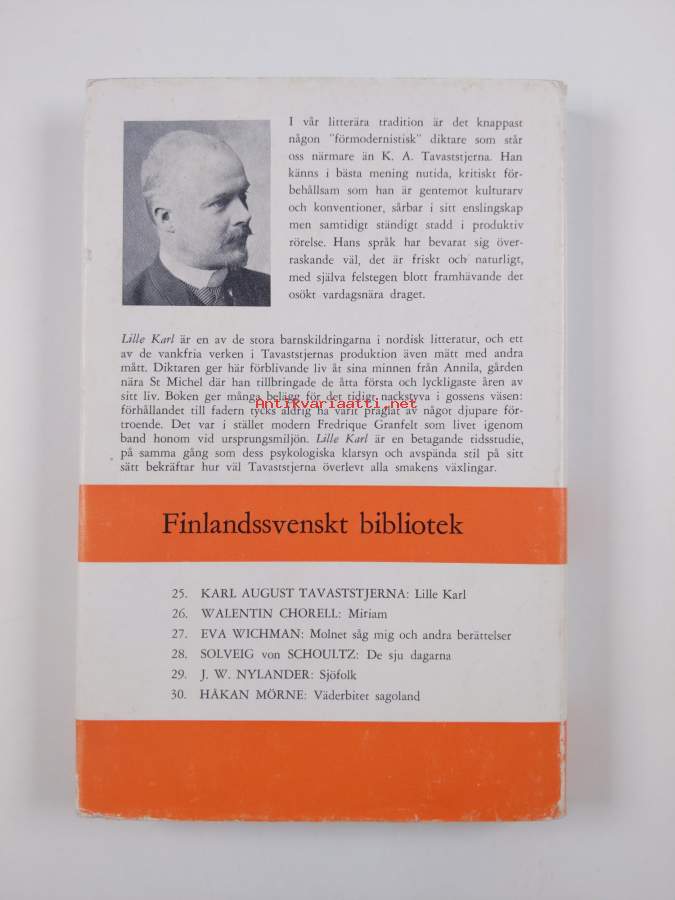 I vår litterära tradition är det knappast
någon "förmodernistisk" diktare som står
oss närmare än K. A. Tavaststjerna. Han
känns i bästa mening nutida, kritiskt för-
behållsam som han är gentemot kulturarv
och konventioner, sårbar i sitt enslingskap
men samtidigt ständigt stadd i produktiv
rörelse. Hans språk har bevarat sig över-
raskande väl, det är friskt och naturligt,
med själva felstegen blott framhävande det
osökt vardagsnära draget.
Lille Karl är en av de stora barnskildringarna i nordisk litteratur, och ett
av de vankfria verken i Tavaststjernas produktion även mätt med andra
mått. Diktaren ger här förblivande liv åt sina minnen från Annila, gården
nära St Michel där han tillbringade de åtta första och lyckligaste åren av
sitt liv. Boken ger många belägg för det tidigt nackstyva i gossens väsen:
Antikvariaatti.net
förhållandet till fadern tycks aldrig ha varit präglat av något djupare för-
troende. Det var i stället modern Fredrique Granfelt som livet igenom
band honom vid ursprungsmiljön. Lille Karl är en betagande tidsstudie,
på samma gång som dess psykologiska klarsyn och avspända stil på sitt
sätt bekräftar hur väl Tavaststjerna överlevt alla smakens växlingar.
Finlandssvenskt bibliotek
25. KARL AUGUST TAVASTSTJERNA: Lille Karl
26. WALENTIN CHORELL: Miriam
27. EVA WICHMAN: Molnet såg mig och andra berättelser
28. SOLVEIG von SCHOULTZ: De sju dagarna
29. J. W. NYLANDER: Sjöfolk
30. HÅKAN MÖRNE: Väderbitet sagoland